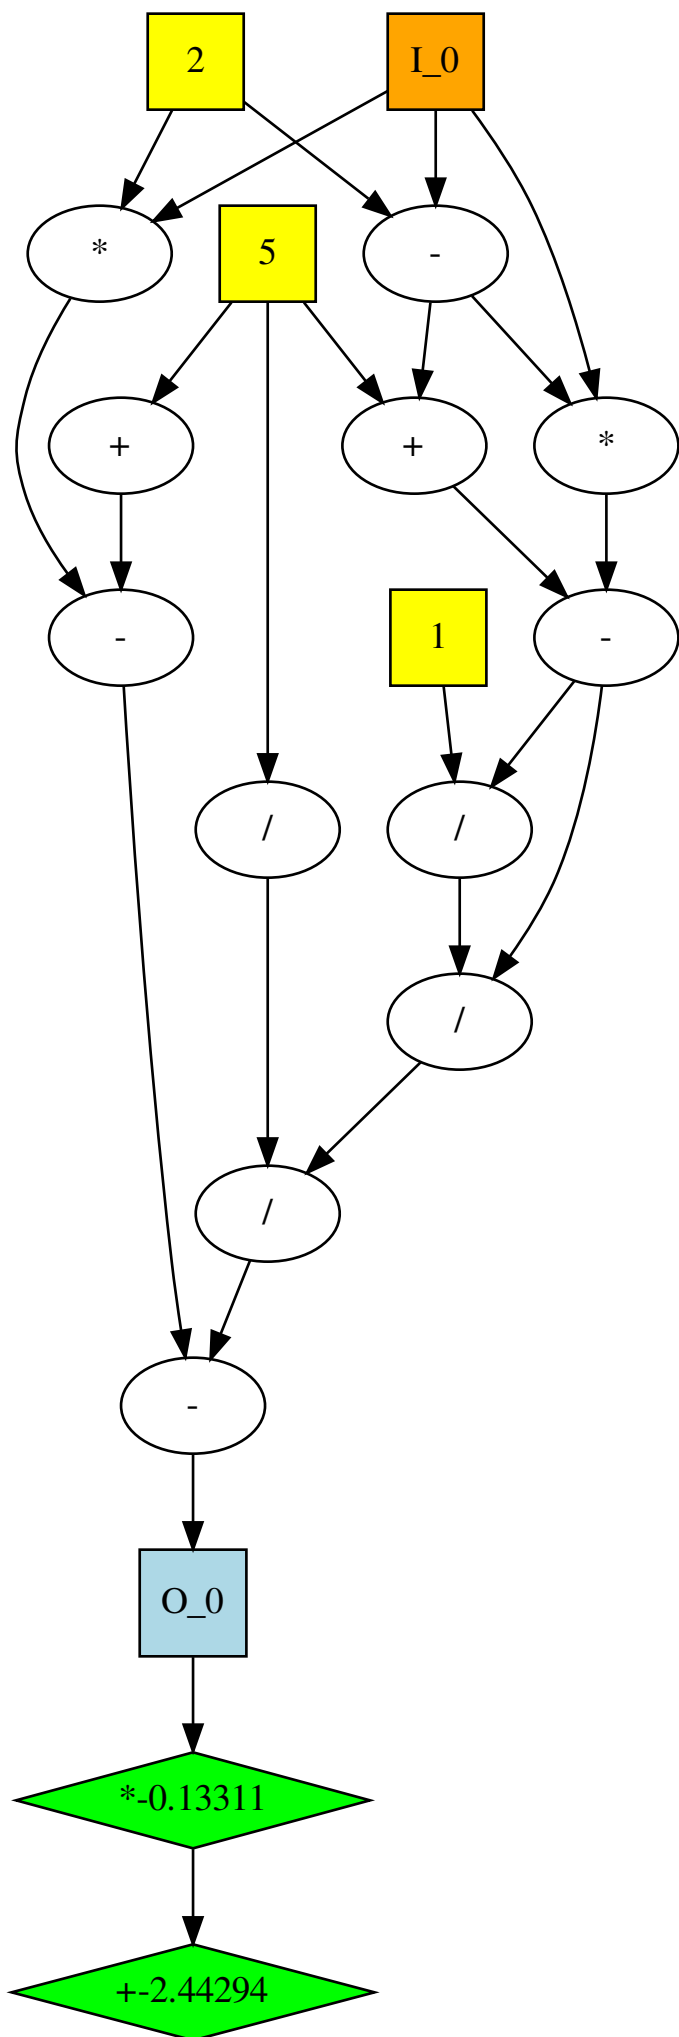 2 I_0
* 5 -
+ + *
- 1 -
/ /
/
/
-
O_0
*-0.13311
+-2.44294